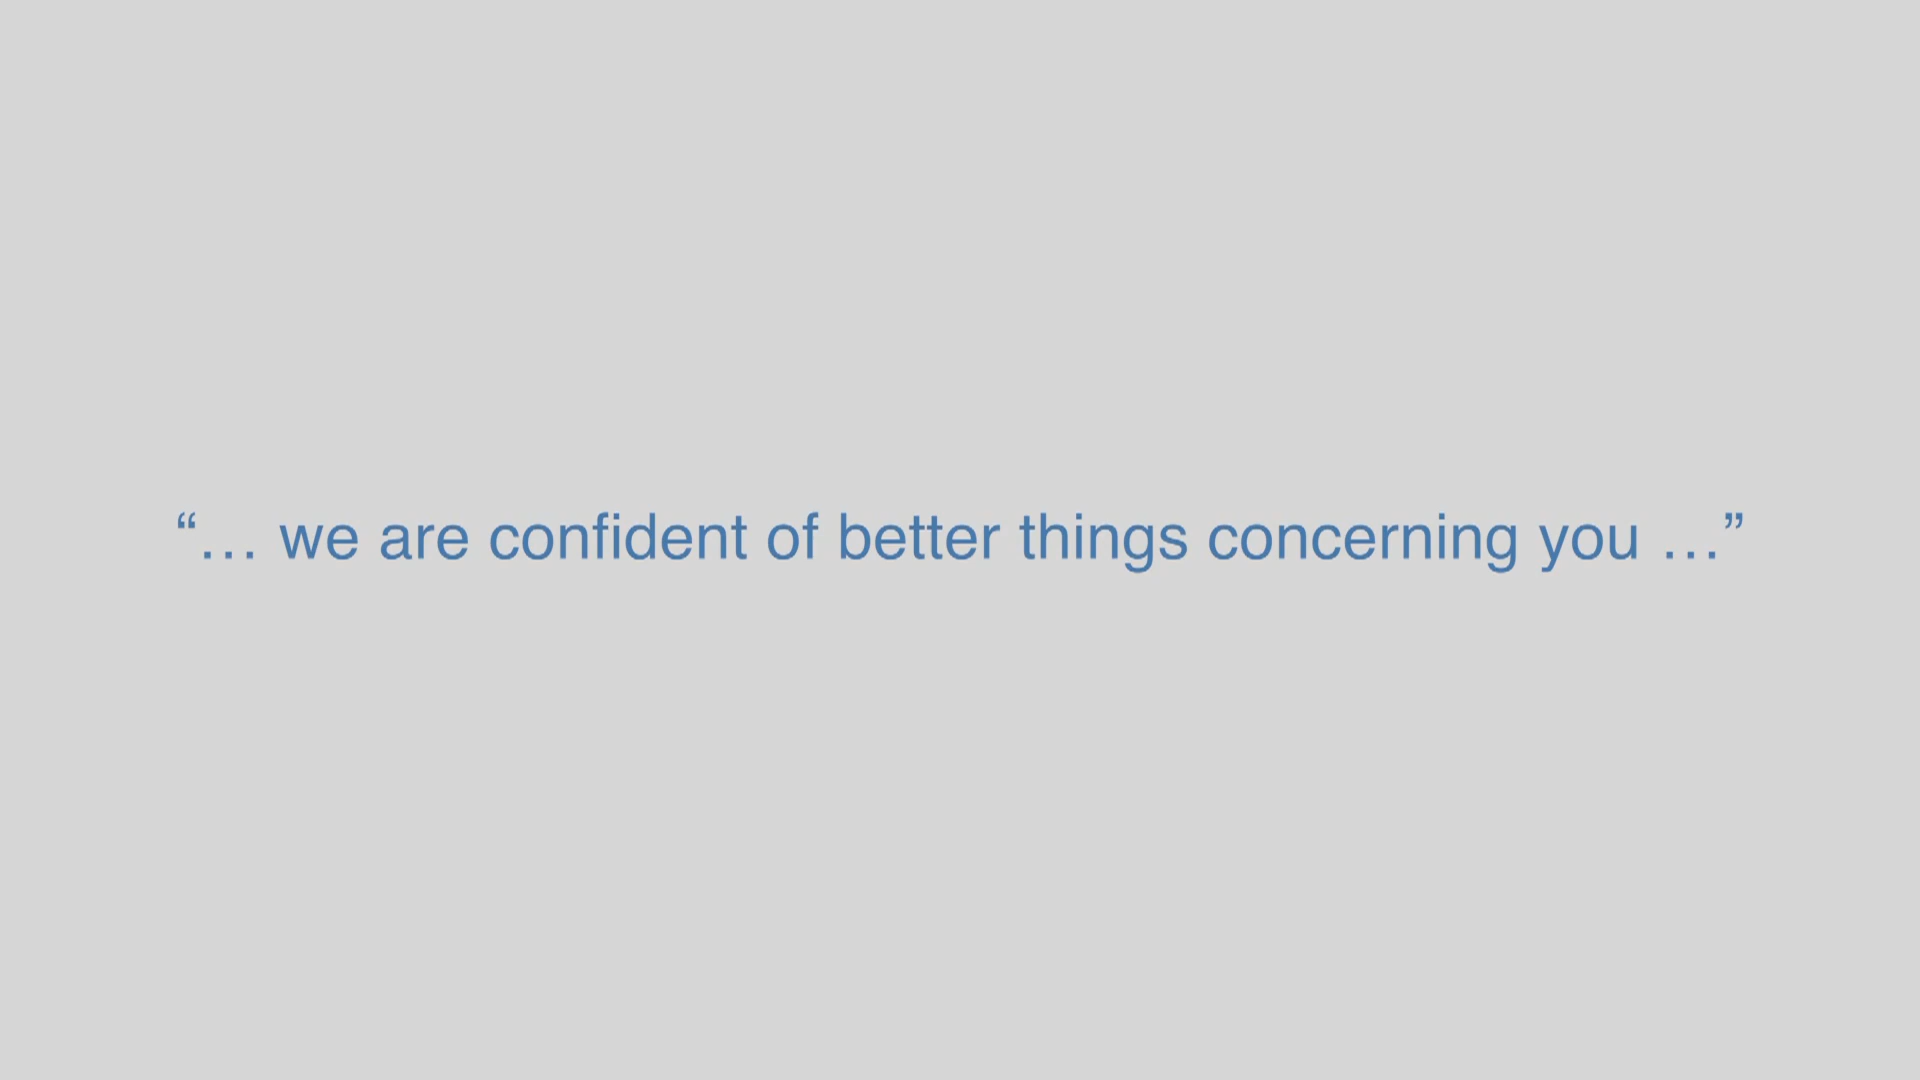 “… we are confident of better things concerning you …”